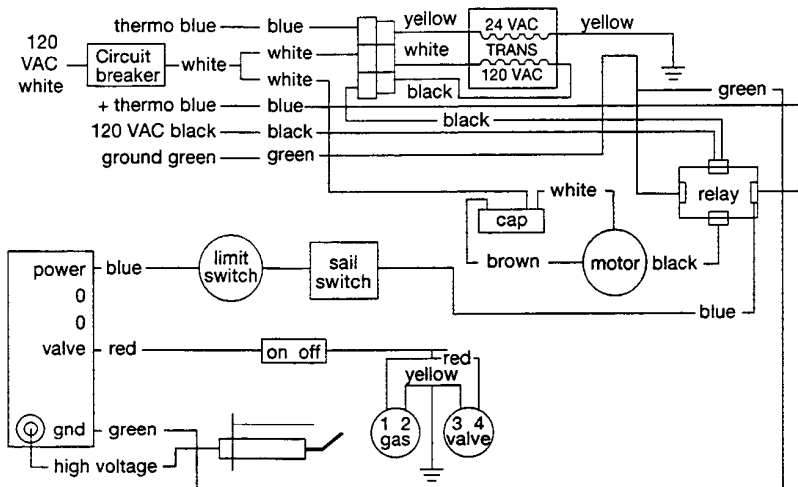 thermo blue blue yellow 24 VAC yellow
120 VAC white Circuit breaker white white white TRANS
white 120 VAC
black
+ thermo blue blue green
120 VAC black black black
ground green green
relay
white
cap
brown motor black
limit switch sail switch
power blue
0
0
blue
valve red on off red
yellow
1 2 gas 3 4 valve
gnd green
high voltage